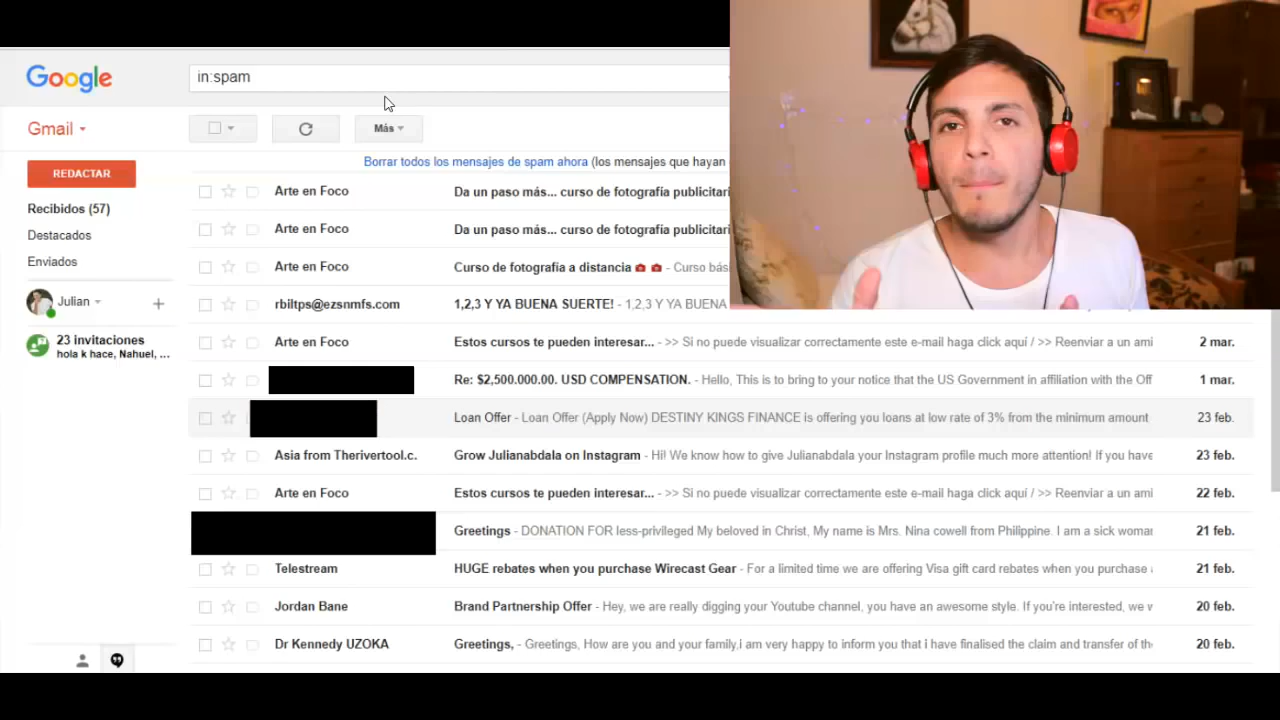 Google
in:spam
Gmail
Más
Borrar todos los mensajes de spam ahora (los mensajes que hayan
REDACTAR
Recibidos (57)
Destacados
Enviados
Julian
23 invitaciones
hola k hace, Nahuel, ...
Arte en Foco Da un paso más... curso de fotografía publicitari
Arte en Foco Da un paso más... curso de fotografía publicitari
Arte en Foco Curso de fotografía a distancia - Curso bás
rbiltps@ezsnmfs.com 1,2,3 Y YA BUENA SUERTE! - 1,2,3 Y YA BUENA
Arte en Foco Estos cursos te pueden interesar... - >> Si no puede visualizar correctamente este e-mail haga click aquí / >> Reenviar a un ami 2 mar.
Re: $2,500.000.00. USD COMPENSATION. - Hello, This is to bring to your notice that the US Government in affiliation with the Off 1 mar.
Loan Offer - Loan Offer (Apply Now) DESTINY KINGS FINANCE is offering you loans at low rate of 3% from the minimum amount 23 feb.
Asia from Therivertool.c. Grow Julianabdala on Instagram - Hi! We know how to give Julianabdala your Instagram profile much more attention! If you have 23 feb.
Arte en Foco Estos cursos te pueden interesar... - >> Si no puede visualizar correctamente este e-mail haga click aquí / >> Reenviar a un ami 22 feb.
Greetings - DONATION FOR less-privileged My beloved in Christ, My name is Mrs. Nina cowell from Philippine. I am a sick woman 21 feb.
Telestream HUGE rebates when you purchase Wirecast Gear - For a limited time we are offering Visa gift card rebates when you purchase 21 feb.
Jordan Bane Brand Partnership Offer - Hey, we are really digging your Youtube channel, you have an awesome style. If you're interested, we w 20 feb.
Dr Kennedy UZOKA Greetings, - Greetings, How are you and your family,i am very happy to inform you that i have finalised the claim and transfer of the 20 feb.